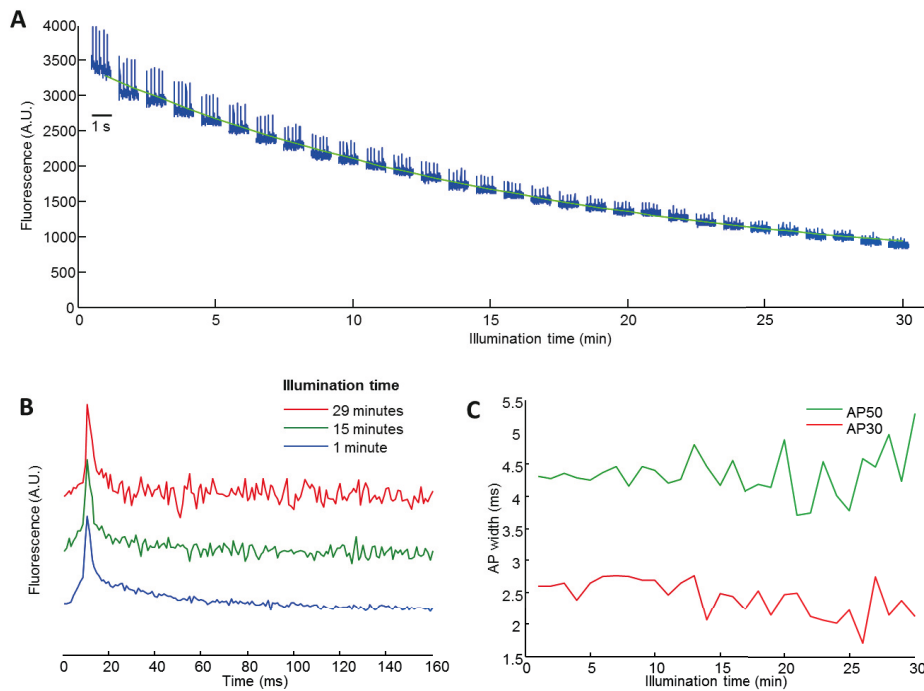 A
Fluorescence (A.U.)
4000
3500
3000
2500
2000
1500
1000
500
0
1 s
0 5 10 15 20 25 30
Illumination time (min)
B
Illumination time
29 minutes
15 minutes
1 minute
Fluorescence (A.U.)
0 20 40 60 80 100 120 140 160
Time (ms)
C
AP50
AP30
AP width (ms)
5.5
5
4.5
3.5
2.5
2
1.5
0 5 10 15 20 25 30
Illumination time (min)